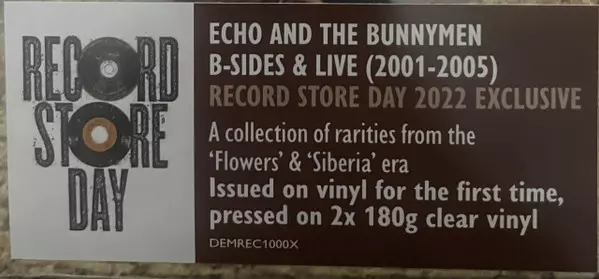 RECORD
STORE
DAY
ECHO AND THE BUNNYMEN
B-SIDES & LIVE (2001-2005)
RECORD STORE DAY 2022 EXCLUSIVE
A collection of rarities from the
‘Flowers’ & ‘Siberia’ era
Issued on vinyl for the first time,
pressed on 2x 180g clear vinyl
DEMREC1000X